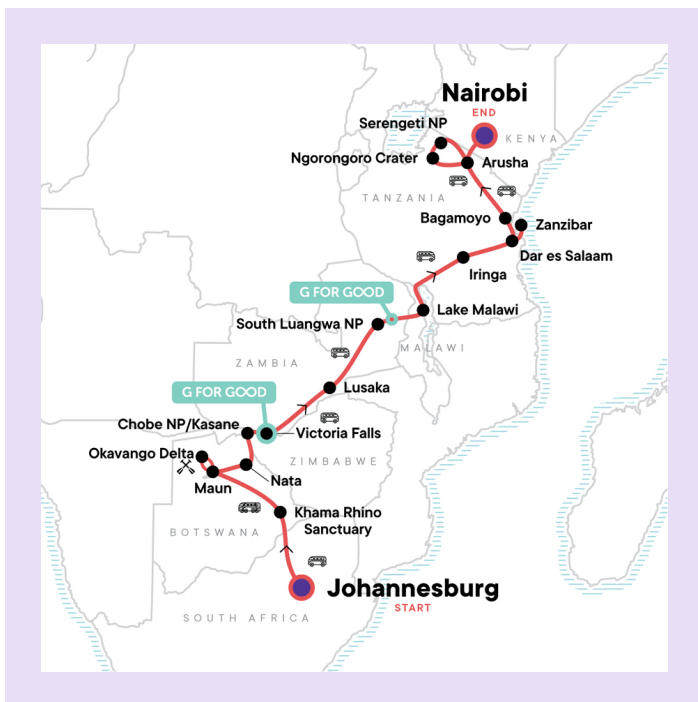 Nairobi
END
Serengeti NP
KENYA
Ngorongoro Crater
Arusha
TANZANIA
Bagamoyo
Zanzibar
Dar es Salaam
Iringa
G FOR GOOD
Lake Malawi
South Luangwa NP
MALAWI
ZAMBIA
Lusaka
G FOR GOOD
Chobe NP/Kasane
Victoria Falls
Okavango Delta
ZIMBABWE
Nata
Maun
Khama Rhino
Sanctuary
BOTSWANA
Johannesburg
START
SOUTH AFRICA